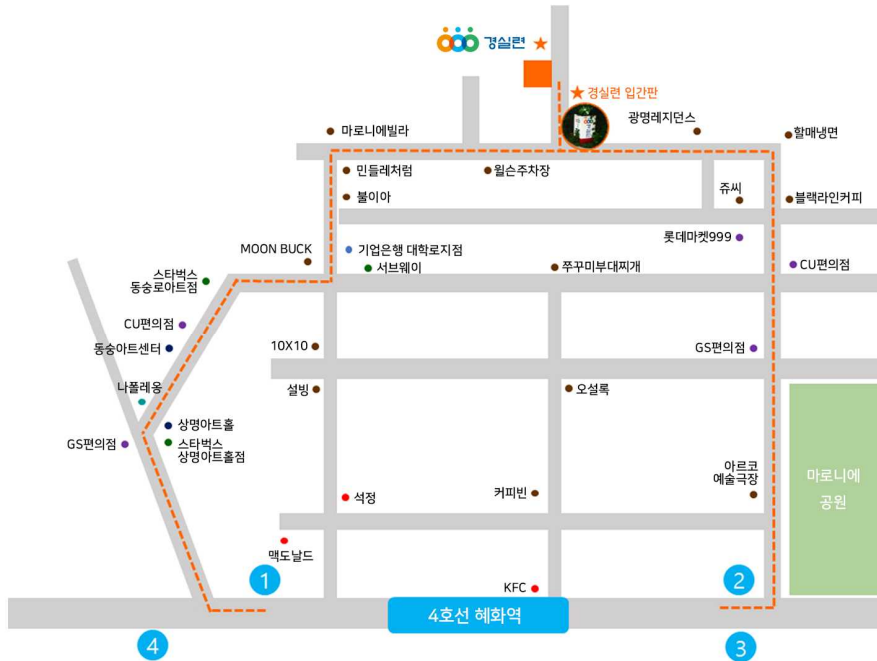 경실련
경실련 입간판
마로니에빌라
광명레지던스
할매냉면
민들레처럼
윌슨주차장
불이아
쥬씨
블랙라인커피
MOON BUCK
기업은행 대학로지점
서브웨이
롯데마켓999
쭈꾸미부대찌개
CU편의점
스타벅스
동숭로아트점
CU편의점
동숭아트센터
10X10
GS편의점
나폴레옹
설빙
오설록
상명아트홀
GS편의점
스타벅스
상명아트홀점
아르코
예술극장
마로니에
공원
석정
커피빈
맥도날드
1
KFC
2
4호선 혜화역
4
3